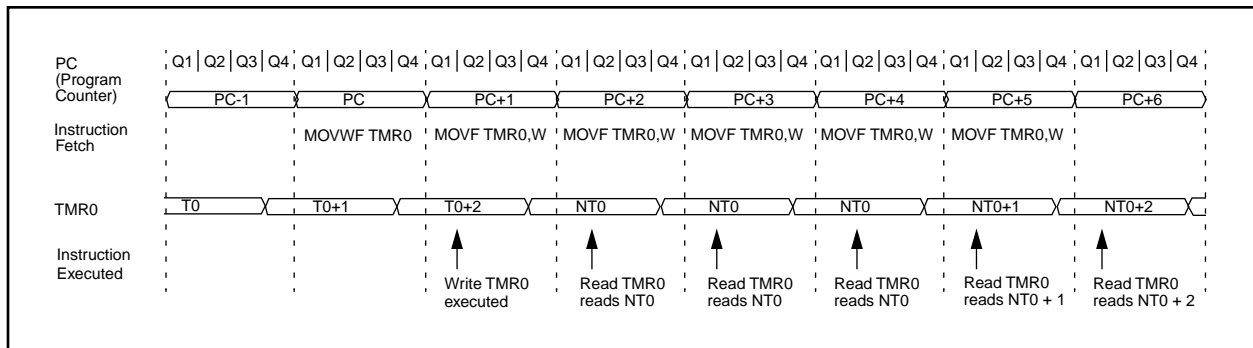 PC
(Program
Counter)
Q1 Q2 Q3 Q4 Q1 Q2 Q3 Q4 Q1 Q2 Q3 Q4 Q1 Q2 Q3 Q4 Q1 Q2 Q3 Q4 Q1 Q2 Q3 Q4 Q1 Q2 Q3 Q4 Q1 Q2 Q3 Q4
PC-1 PC PC+1 PC+2 PC+3 PC+4 PC+5 PC+6
Instruction
Fetch
MOVWF TMR0 MOVF TMR0,W MOVF TMR0,W MOVF TMR0,W MOVF TMR0,W MOVF TMR0,W
TMR0
T0 T0+1 T0+2 NT0 NT0 NT0 NT0+1 NT0+2
Instruction
Executed
Write TMR0
executed
Read TMR0
reads NT0
Read TMR0
reads NT0
Read TMR0
reads NT0
Read TMR0
reads NT0 + 1
Read TMR0
reads NT0 + 2